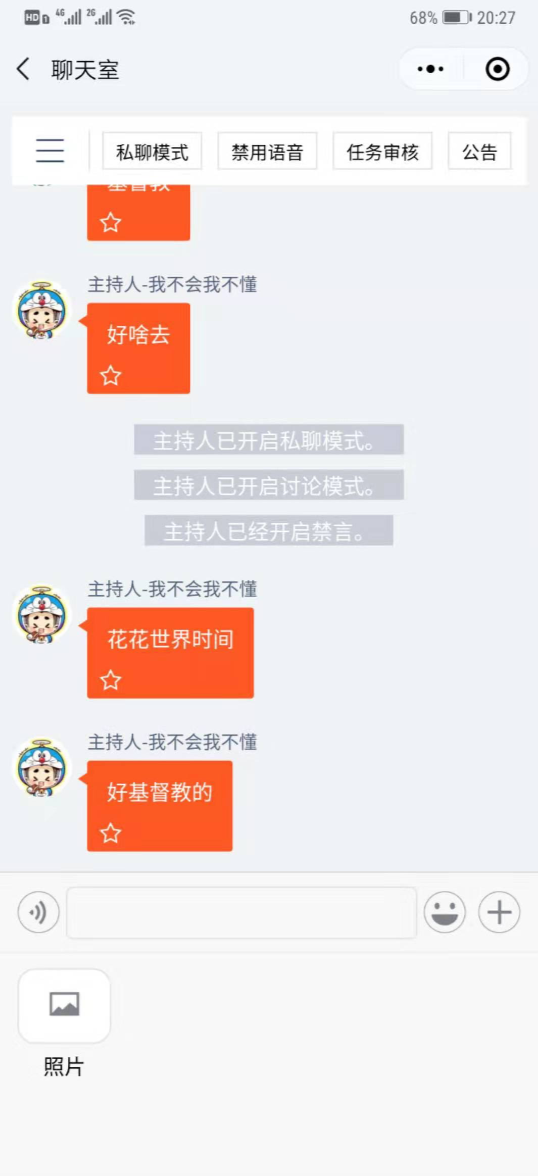 HD 4G 2G 68% 20:27
聊天室
私聊模式 禁用语音 任务审核 公告
基督教
主持人-我不会我不懂
好啥去
主持人已开启私聊模式。
主持人已开启讨论模式。
主持人已经开启禁言。
主持人-我不会我不懂
花花世界时间
主持人-我不会我不懂
好基督教的
照片